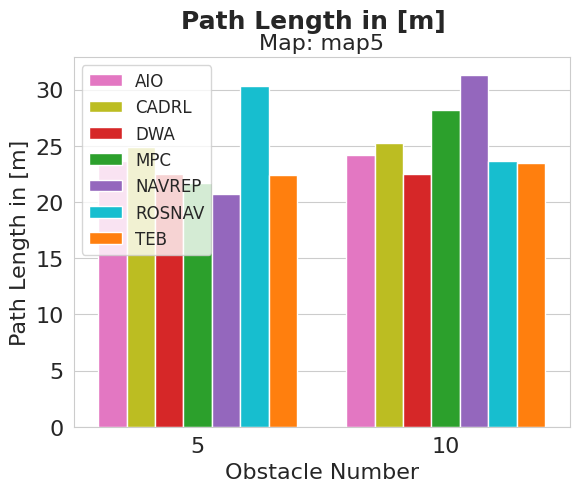 Path Length in [m]
Map: map5
Path Length in [m]
30
25
20
15
10
5
0
AIO
CADRL
DWA
MPC
NAVREP
ROSNAV
TEB
5
10
Obstacle Number